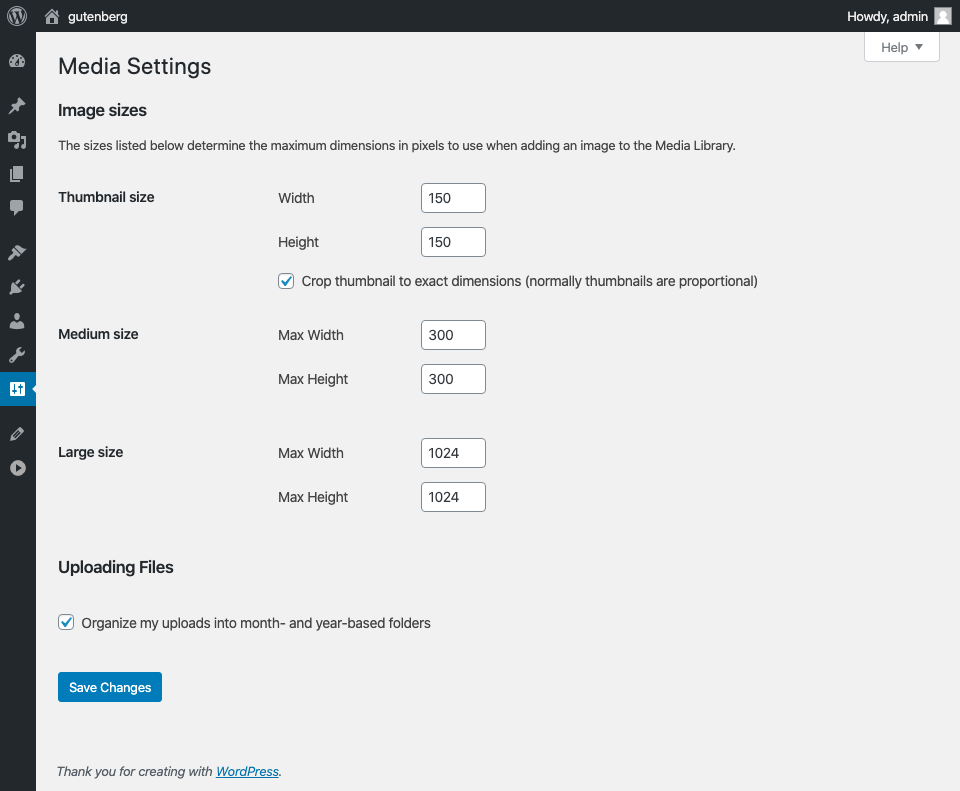 gutenberg
Howdy, admin
Help
Media Settings
Image sizes
The sizes listed below determine the maximum dimensions in pixels to use when adding an image to the Media Library.
Thumbnail size
Width 150
Height 150
Crop thumbnail to exact dimensions (normally thumbnails are proportional)
Medium size
Max Width 300
Max Height 300
Large size
Max Width 1024
Max Height 1024
Uploading Files
Organize my uploads into month- and year-based folders
Save Changes
Thank you for creating with WordPress.